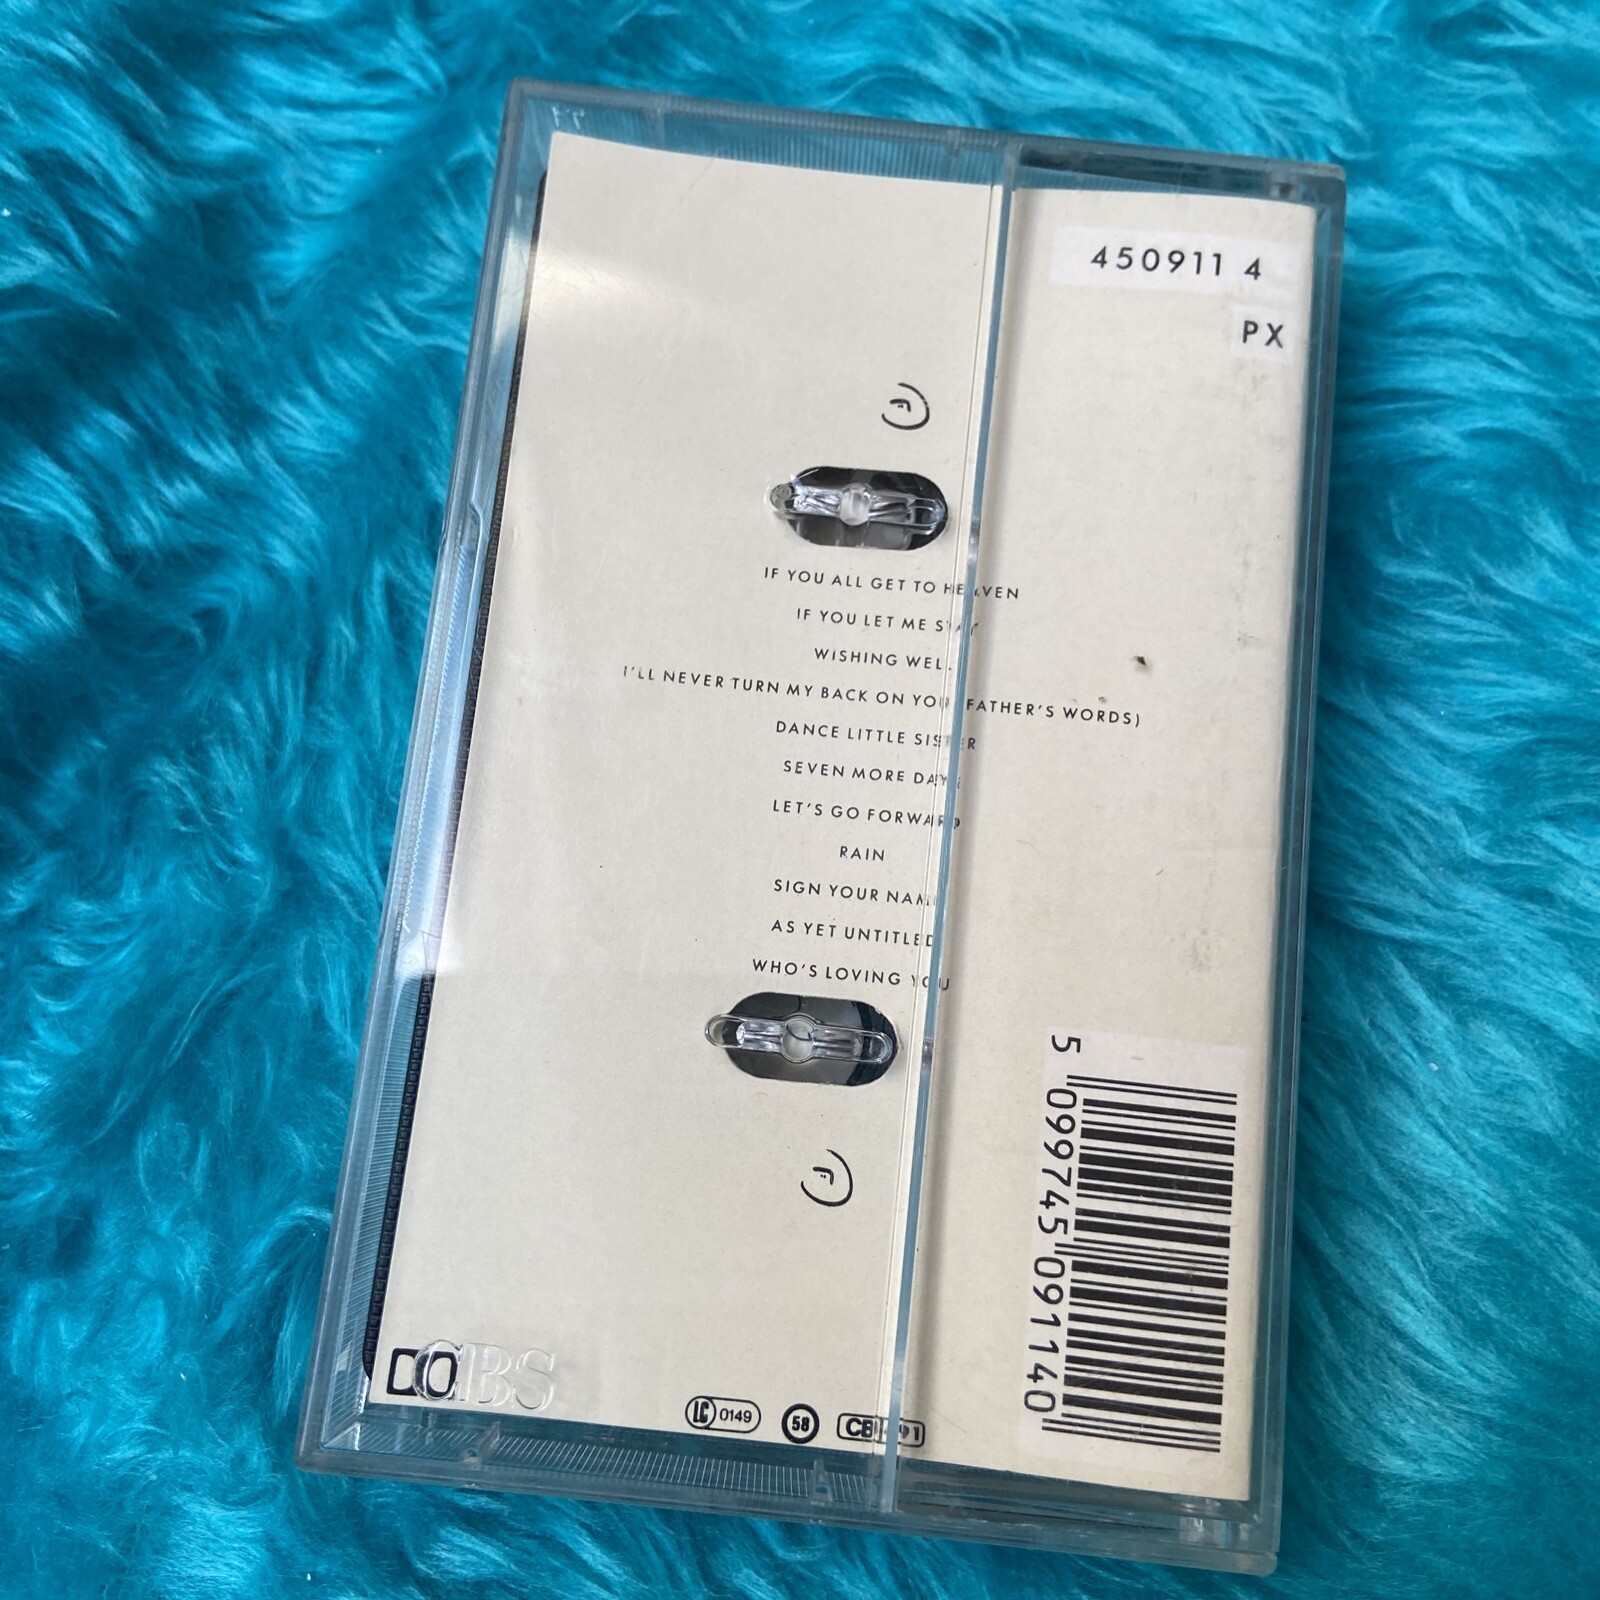 450911 4
PX
IF YOU ALL GET TO HEAVEN
IF YOU LET ME STAY
WISHING WELL
I'LL NEVER TURN MY BACK ON YOU (FATHER'S WORDS)
DANCE LITTLE SISTER
SEVEN MORE DAYS
LET'S GO FORWARD
RAIN
SIGN YOUR NAME
AS YET UNTITLED
WHO'S LOVING YOU
5 099745 091140
CBS
LC 0149
58